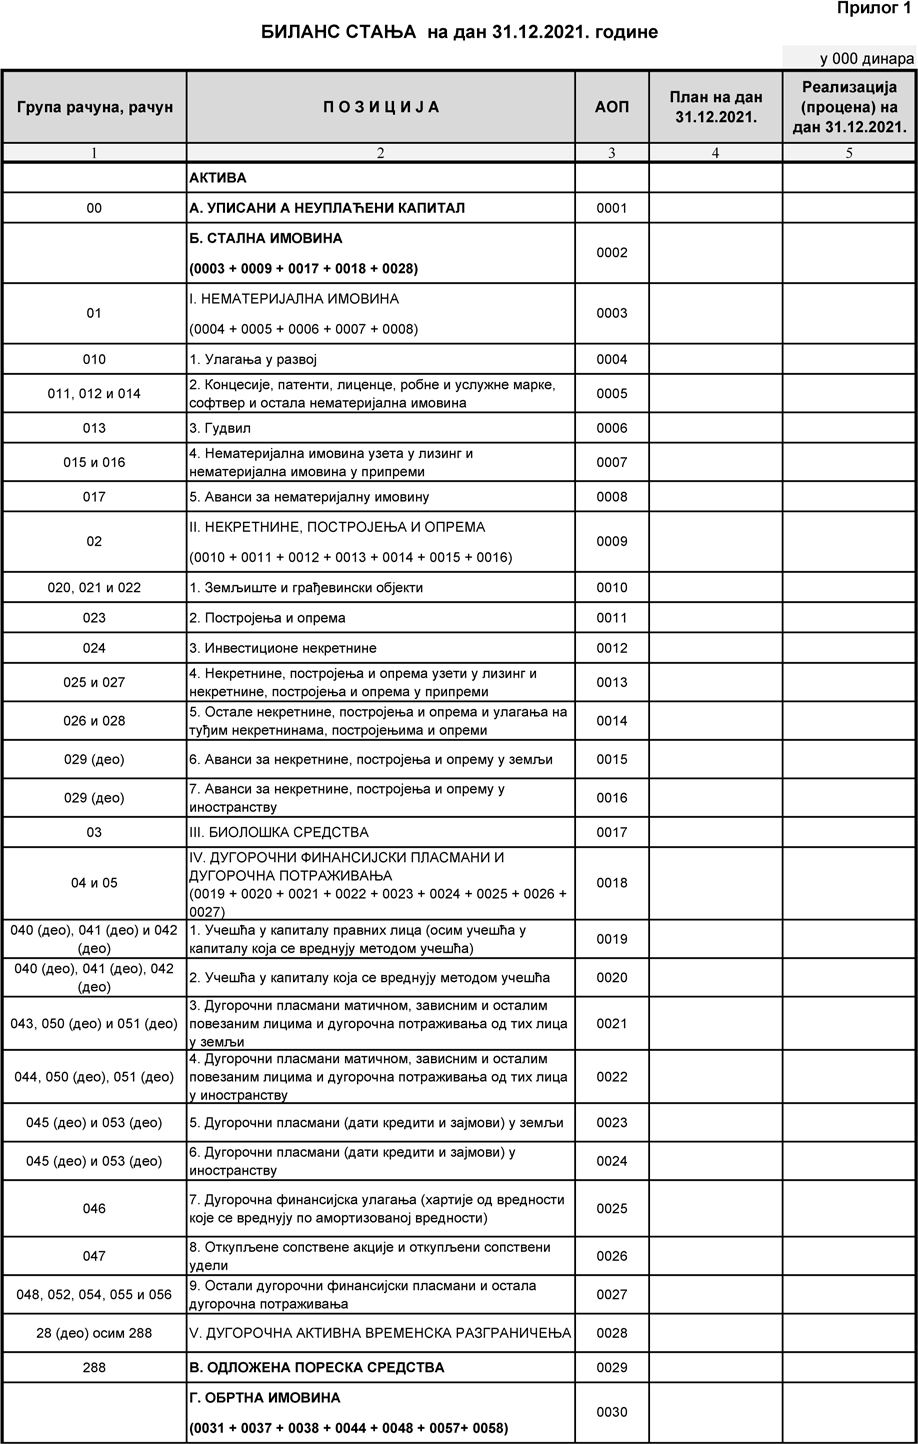 Прилог 1
БИЛАНС СТАЊА на дан 31.12.2021. године
у 000 динара
Група рачуна, рачун
П О З И Ц И Ј А
АОП
План на дан
31.12.2021.
Реализација
(процена) на
дан 31.12.2021.
1 2 3 4 5
АКТИВА
00 А. УПИСАНИ А НЕУПЛАЋЕНИ КАПИТАЛ 0001
Б. СТАЛНА ИМОВИНА
(0003 + 0009 + 0017 + 0018 + 0028)
0002
01
I. НЕМАТЕРИЈАЛНА ИМОВИНА
(0004 + 0005 + 0006 + 0007 + 0008)
0003
010 1. Улагања у развој 0004
011, 012 и 014
2. Концесије, патенти, лиценце, робне и услужне марке,
софтвер и остала нематеријална имовина
0005
013 3. Гудвил 0006
015 и 016
4. Нематеријална имовина узета у лизинг и
нематеријална имовина у припреми
0007
017 5. Аванси за нематеријалну имовину 0008
02
II. НЕКРЕТНИНЕ, ПОСТРОЈЕЊА И ОПРЕМА
(0010 + 0011 + 0012 + 0013 + 0014 + 0015 + 0016)
0009
020, 021 и 022 1. Земљиште и грађевински објекти 0010
023 2. Постројења и опрема 0011
024 3. Инвестиционе некретнине 0012
025 и 027
4. Некретнине, постројења и опрема узети у лизинг и
некретнине, постројења и опрема у припреми
0013
026 и 028
5. Остале некретнине, постројења и опрема и улагања на
туђим некретнинама, постројењима и опреми
0014
029 (део) 6. Аванси за некретнине, постројења и опрему у земљи 0015
029 (део)
7. Аванси за некретнине, постројења и опрему у
иностранству
0016
03 III. БИОЛОШКА СРЕДСТВА 0017
04 и 05
IV. ДУГОРОЧНИ ФИНАНСИЈСКИ ПЛАСМАНИ И
ДУГОРОЧНА ПОТРАЖИВАЊА
(0019 + 0020 + 0021 + 0022 + 0023 + 0024 + 0025 + 0026 +
0027)
0018
040 (део), 041 (део) и 042
(део)
1. Учешћа у капиталу правних лица (осим учешћа у
капиталу која се вреднују методом учешћа)
0019
040 (део), 041 (део), 042
(део)
2. Учешћа у капиталу која се вреднују методом учешћа
0020
043, 050 (део) и 051 (део)
3. Дугорочни пласмани матичном, зависним и осталим
повезаним лицима и дугорочна потраживања од тих лица
у земљи
0021
044, 050 (део), 051 (део)
4. Дугорочни пласмани матичном, зависним и осталим
повезаним лицима и дугорочна потраживања од тих лица
у иностранству
0022
045 (део) и 053 (део) 5. Дугорочни пласмани (дати кредити и зајмови) у земљи 0023
045 (део) и 053 (део)
6. Дугорочни пласмани (дати кредити и зајмови) у
иностранству
0024
046
7. Дугорочна финансијска улагања (хартије од вредности
које се вреднују по амортизованој вредности)
0025
047
8. Откупљене сопствене акције и откупљени сопствени
удели
0026
048, 052, 054, 055 и 056
9. Остали дугорочни финансијски пласмани и остала
дугорочна потраживања
0027
28 (део) осим 288 V. ДУГОРОЧНА АКТИВНА ВРЕМЕНСКА РАЗГРАНИЧЕЊА 0028
288 В. ОДЛОЖЕНА ПОРЕСКА СРЕДСТВА 0029
Г. ОБРТНА ИМОВИНА
(0031 + 0037 + 0038 + 0044 + 0048 + 0057+ 0058)
0030